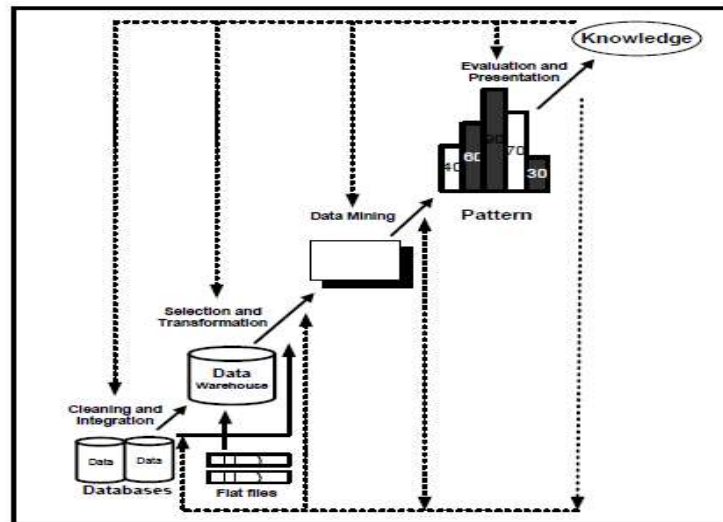 Knowledge
Evaluation and
Presentation
40
60
90
70
30
Pattern
Data Mining
Selection and
Transformation
Data
Warehouse
Cleaning and
Integration
Data
Data
Databases
Flat files